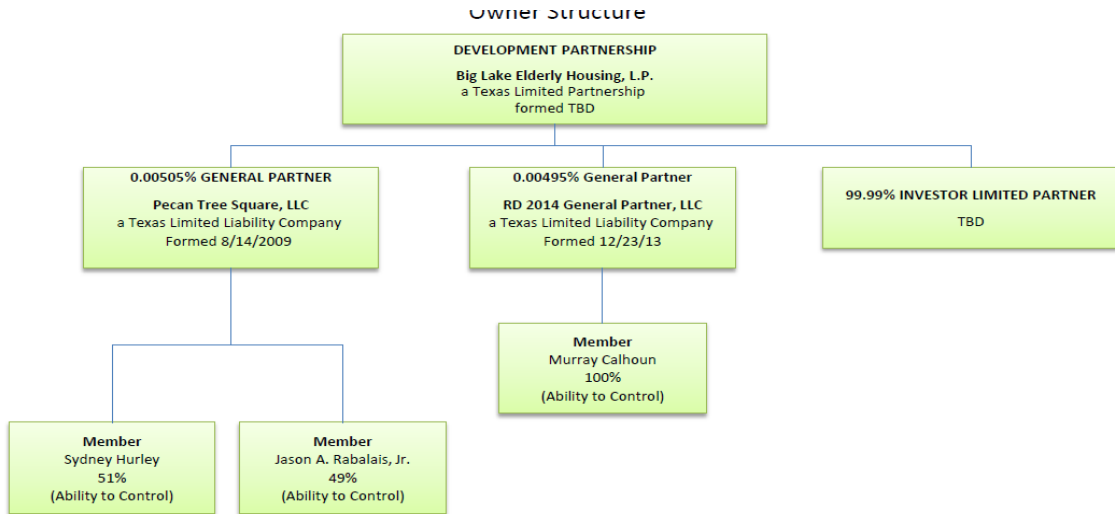 Owner Structure
DEVELOPMENT PARTNERSHIP
Big Lake Elderly Housing, L.P.
a Texas Limited Partnership
formed TBD
0.00505% GENERAL PARTNER
Pecan Tree Square, LLC
a Texas Limited Liability Company
Formed 8/14/2009
0.00495% General Partner
RD 2014 General Partner, LLC
a Texas Limited Liability Company
Formed 12/23/13
99.99% INVESTOR LIMITED PARTNER
TBD
Member
Murray Calhoun
100%
(Ability to Control)
Member
Sydney Hurley
51%
(Ability to Control)
Member
Jason A. Rabalais, Jr.
49%
(Ability to Control)